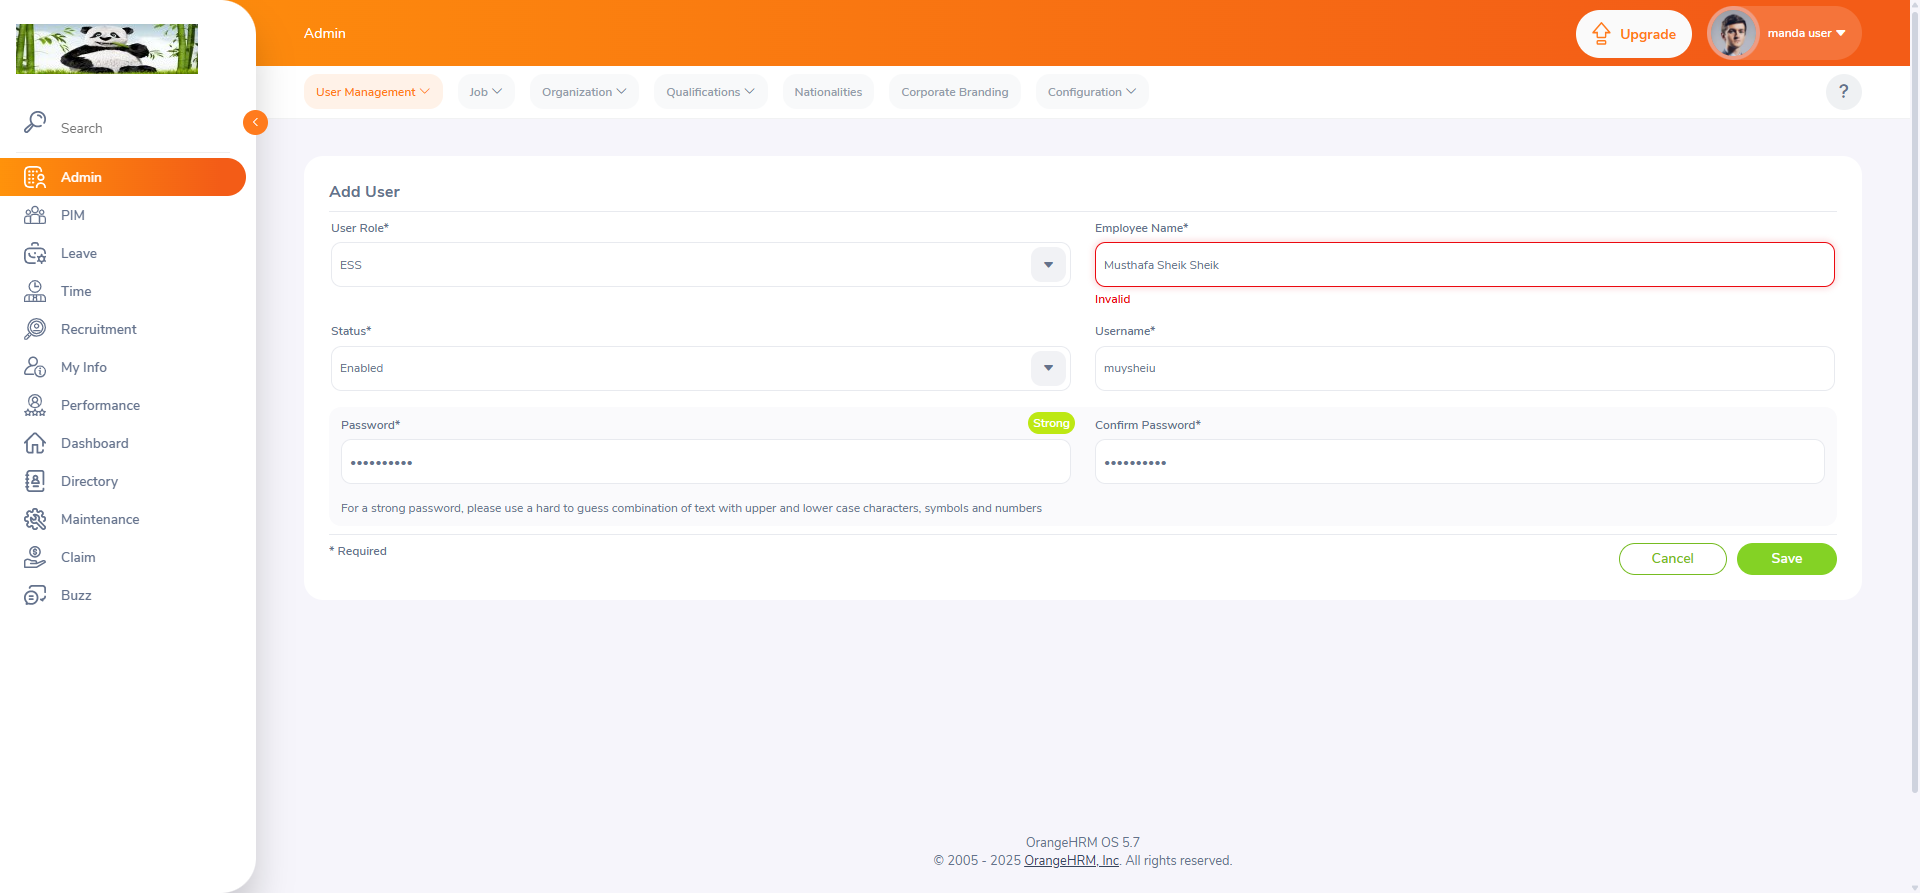 Admin
Upgrade
manda user
User Management
Job
Organization
Qualifications
Nationalities
Corporate Branding
Configuration
?
Search
Admin
PIM
Leave
Time
Recruitment
My Info
Performance
Dashboard
Directory
Maintenance
Claim
Buzz
Add User
User Role*
Employee Name*
ESS
Musthafa Sheik Sheik
Invalid
Status*
Username*
Enabled
muysheiu
Password*
Strong
Confirm Password*
••••••••••
••••••••••
For a strong password, please use a hard to guess combination of text with upper and lower case characters, symbols and numbers
* Required
Cancel
Save
OrangeHRM OS 5.7
© 2005 - 2025 OrangeHRM, Inc. All rights reserved.